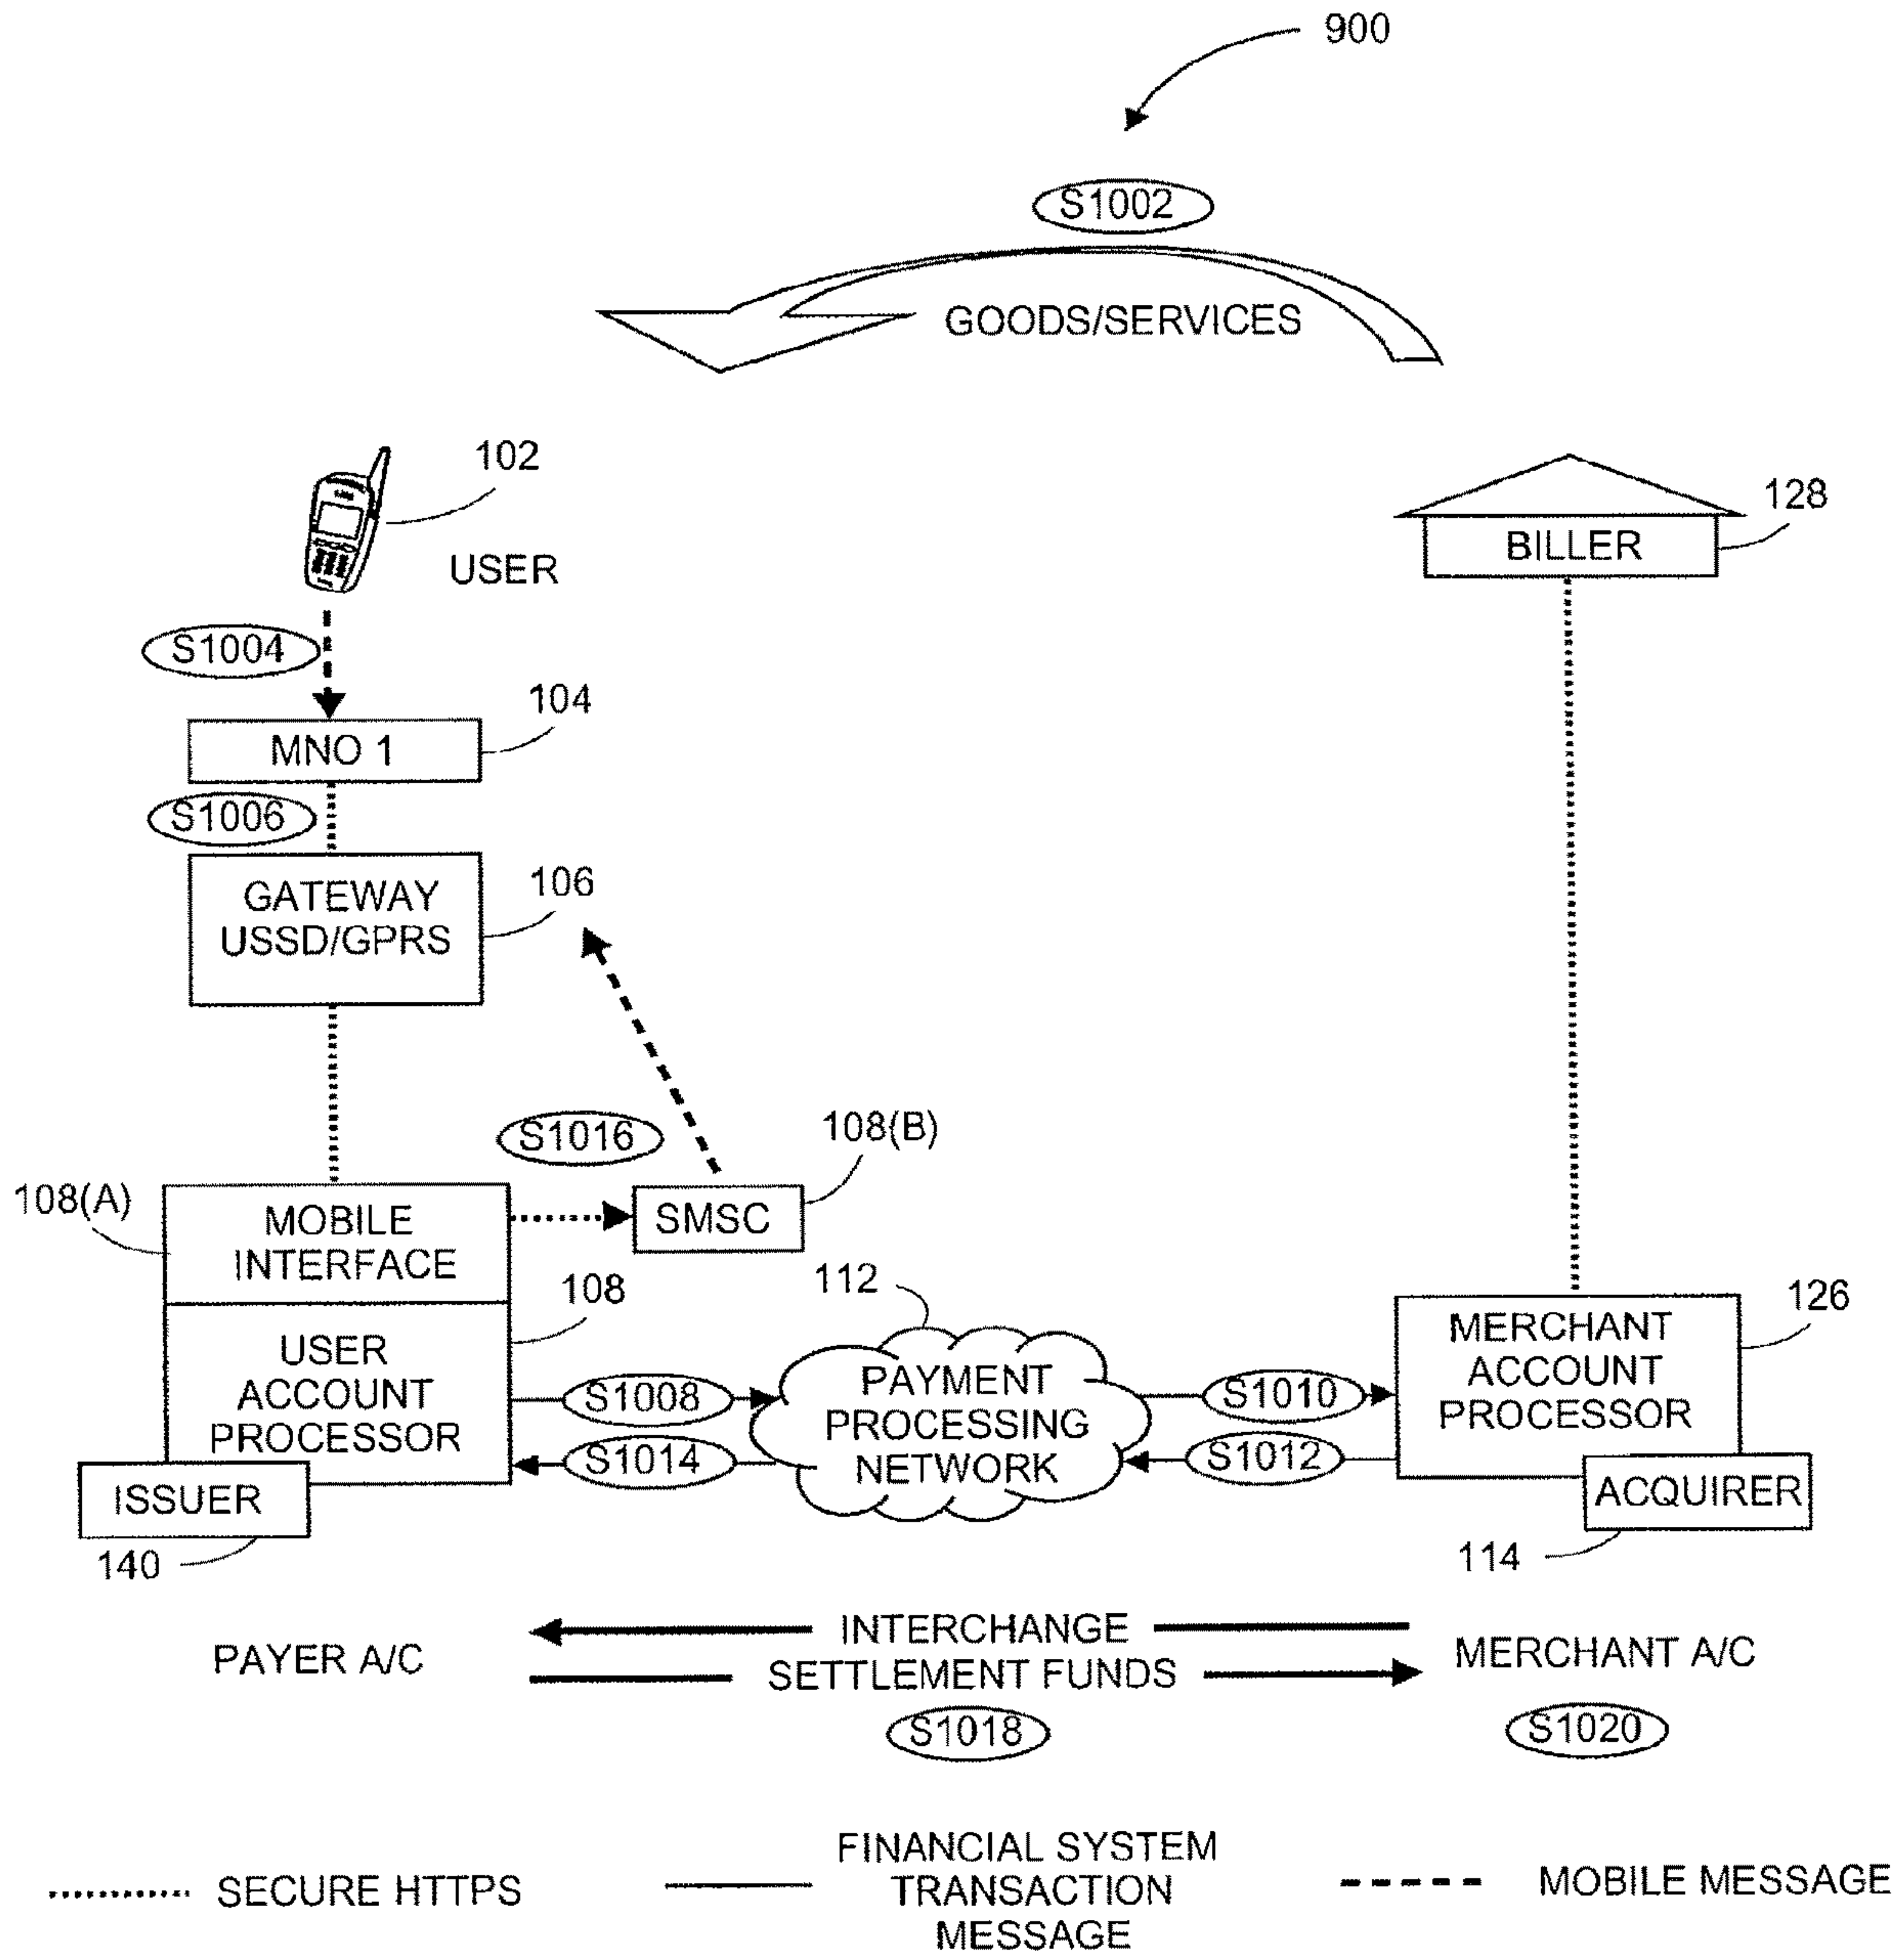 900
S1002
GOODS/SERVICES
102
USER
128
BILLER
S1004
104
MNO 1
S1006
106
GATEWAY
USSD/GPRS
S1016
108(B)
108(A)
MOBILE
INTERFACE
SMSC
108
112
126
USER
ACCOUNT
PROCESSOR
S1008
S1014
PAYMENT
PROCESSING
NETWORK
S1010
S1012
MERCHANT
ACCOUNT
PROCESSOR
ISSUER
140
ACQUIRER
114
PAYER A/C
INTERCHANGE
SETTLEMENT FUNDS
MERCHANT A/C
S1018
S1020
SECURE HTTPS
FINANCIAL SYSTEM
TRANSACTION
MESSAGE
MOBILE MESSAGE